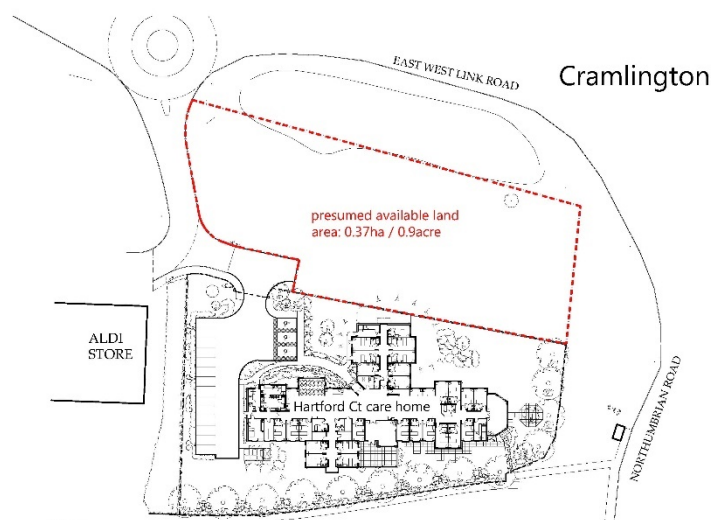 EAST WEST LINK ROAD
Cramlington
presumed available land
area: 0.37ha / 0.9acre
ALDI
STORE
Hartford Ct care home
NORTHUMBRIAN ROAD